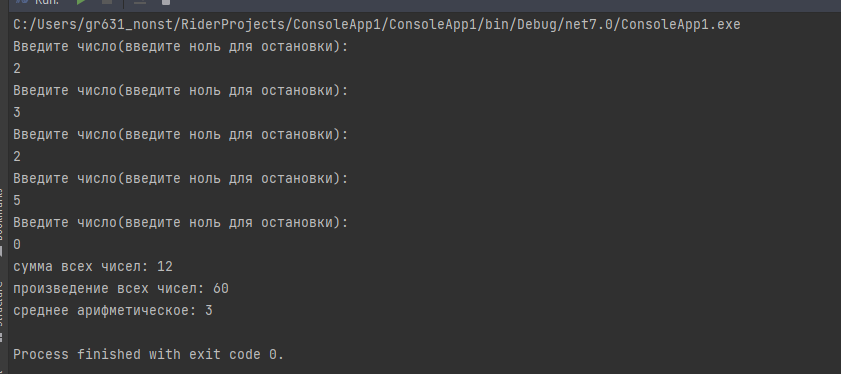 Run:
C:/Users/gr631_nonst/RiderProjects/ConsoleApp1/ConsoleApp1/bin/Debug/net7.0/ConsoleApp1.exe
Введите число(введите ноль для остановки):
2
Введите число(введите ноль для остановки):
3
Введите число(введите ноль для остановки):
2
Введите число(введите ноль для остановки):
5
Введите число(введите ноль для остановки):
0
сумма всех чисел: 12
произведение всех чисел: 60
среднее арифметическое: 3
Process finished with exit code 0.
Bookmarks
Structure